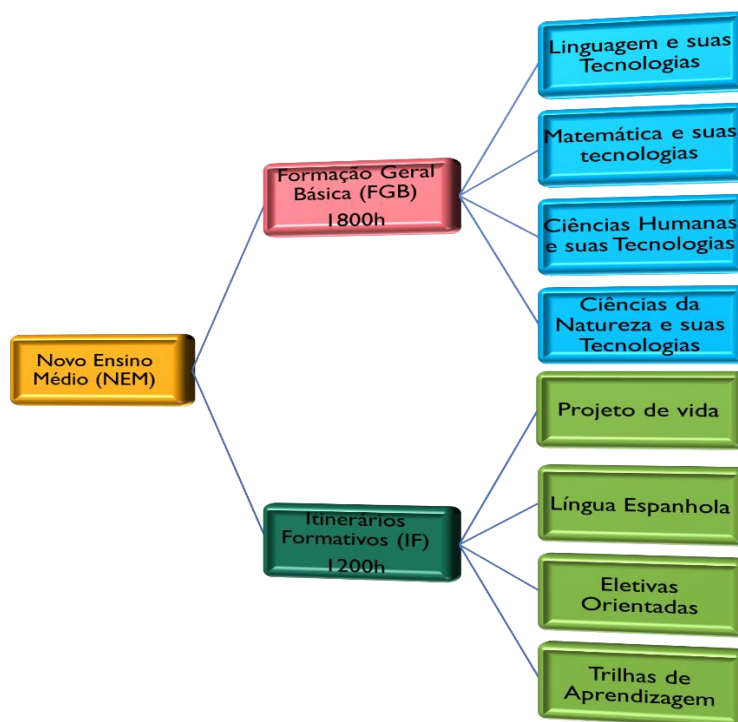 Novo Ensino
Médio (NEM)
Formação Geral
Básica (FGB)
1800h
Linguagem e suas
Tecnologias
Matemática e suas
tecnologias
Ciências Humanas
e suas Tecnologias
Ciências da
Natureza e suas
Tecnologias
Itinerários
Formativos (IF)
1200h
Projeto de vida
Língua Espanhola
Eletivas
Orientadas
Trilhas de
Aprendizagem